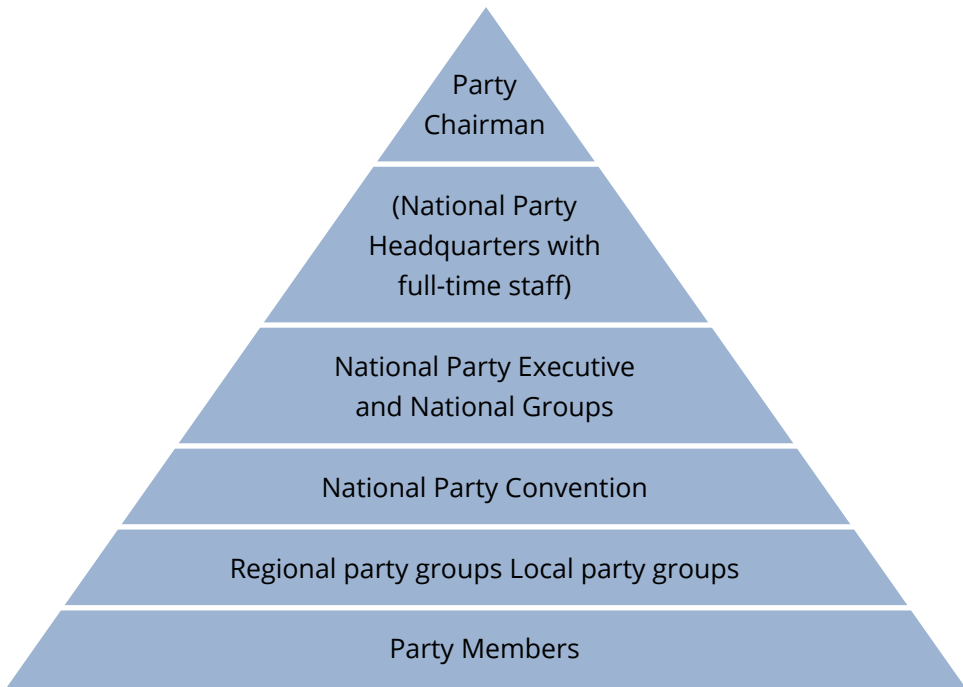 Party
Chairman
(National Party
Headquarters with
full-time staff)
National Party Executive
and National Groups
National Party Convention
Regional party groups Local party groups
Party Members